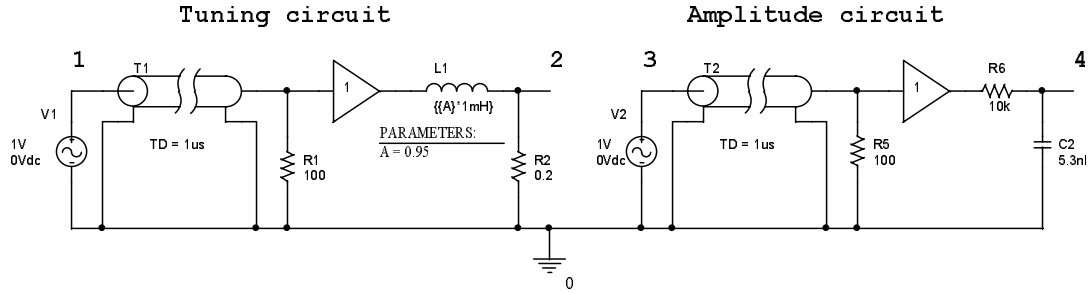 Tuning circuit
Amplitude circuit
1
2
3
4
T1
L1
T2
R6
1
1
{{A}*1mH}
10k
V1
V2
PARAMETERS:
A = 0.95
TD = 1us
TD = 1us
1V
0Vdc
R1
100
R2
0.2
1V
0Vdc
R5
100
C2
5.3n
0